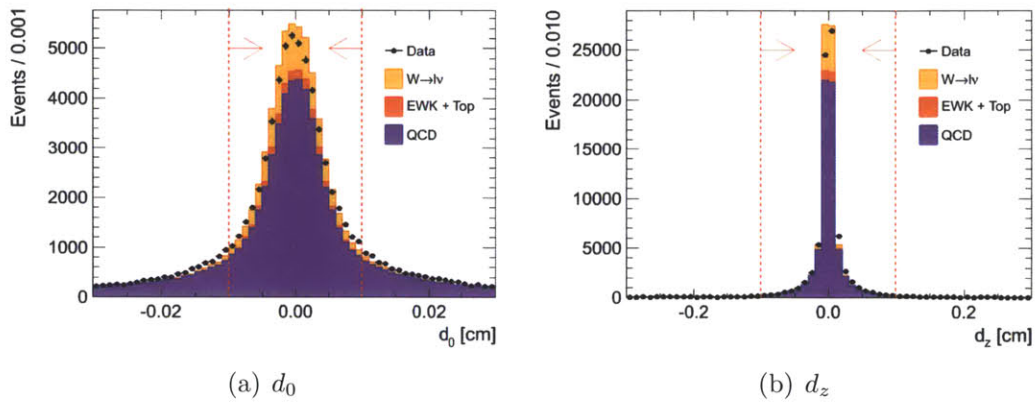 Events / 0.001
5000
4000
3000
2000
1000
0
-0.02
0.00
0.02
d0 [cm]
Data
W→lν
EWK + Top
QCD
(a) d0
Events / 0.010
25000
20000
15000
10000
5000
0
-0.2
0.0
0.2
dz [cm]
Data
W→lν
EWK + Top
QCD
(b) dz